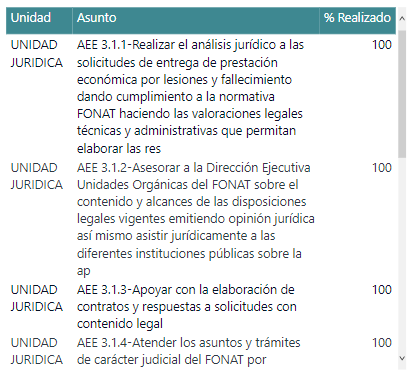 Unidad Asunto % Realizado
UNIDAD AEE 3.1.1-Realizar el análisis jurídico a las 100
JURIDICA solicitudes de entrega de prestación
económica por lesiones y fallecimiento
dando cumplimiento a la normativa
FONAT haciendo las valoraciones legales
técnicas y administrativas que permitan
elaborar las res
UNIDAD AEE 3.1.2-Asesorar a la Dirección Ejecutiva 100
JURIDICA Unidades Orgánicas del FONAT sobre el
contenido y alcances de las disposiciones
legales vigentes emitiendo opinión jurídica
así mismo asistir jurídicamente a las
diferentes instituciones públicas sobre la
ap
UNIDAD AEE 3.1.3-Apoyar con la elaboración de 100
JURIDICA contratos y respuestas a solicitudes con
contenido legal
UNIDAD AEE 3.1.4-Atender los asuntos y trámites 100
JURIDICA de carácter judicial del FONAT por